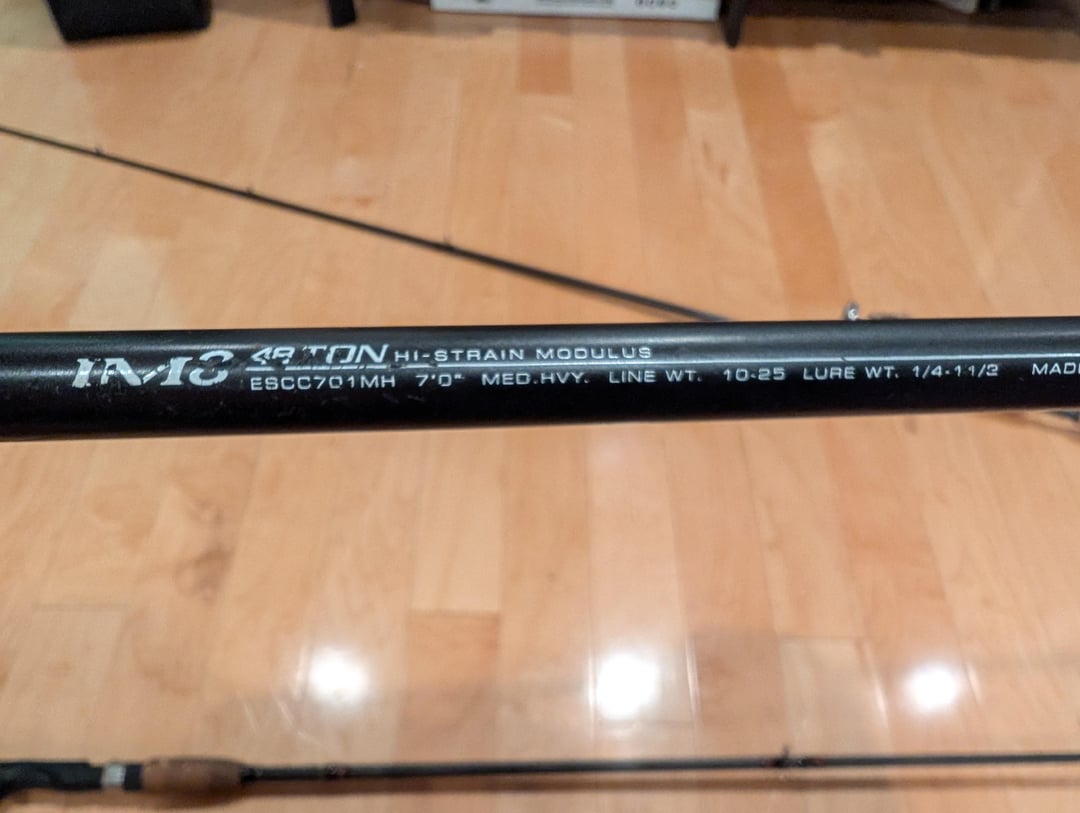 IM8 48 TON HI-STRAIN MODULUS
ESCC701MH 7'0" MED.HVY. LINE WT. 10-25 LURE WT. 1/4-1 1/2 MADE